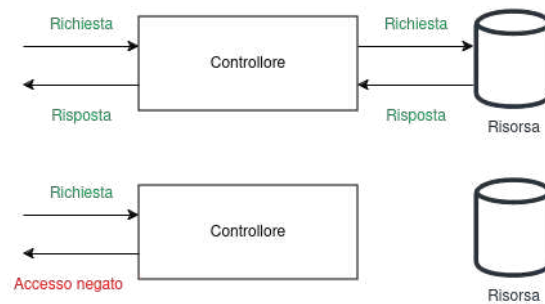 Richiesta
Richiesta
Controllore
Risposta
Risposta
Risorsa
Richiesta
Controllore
Accesso negato
Risorsa